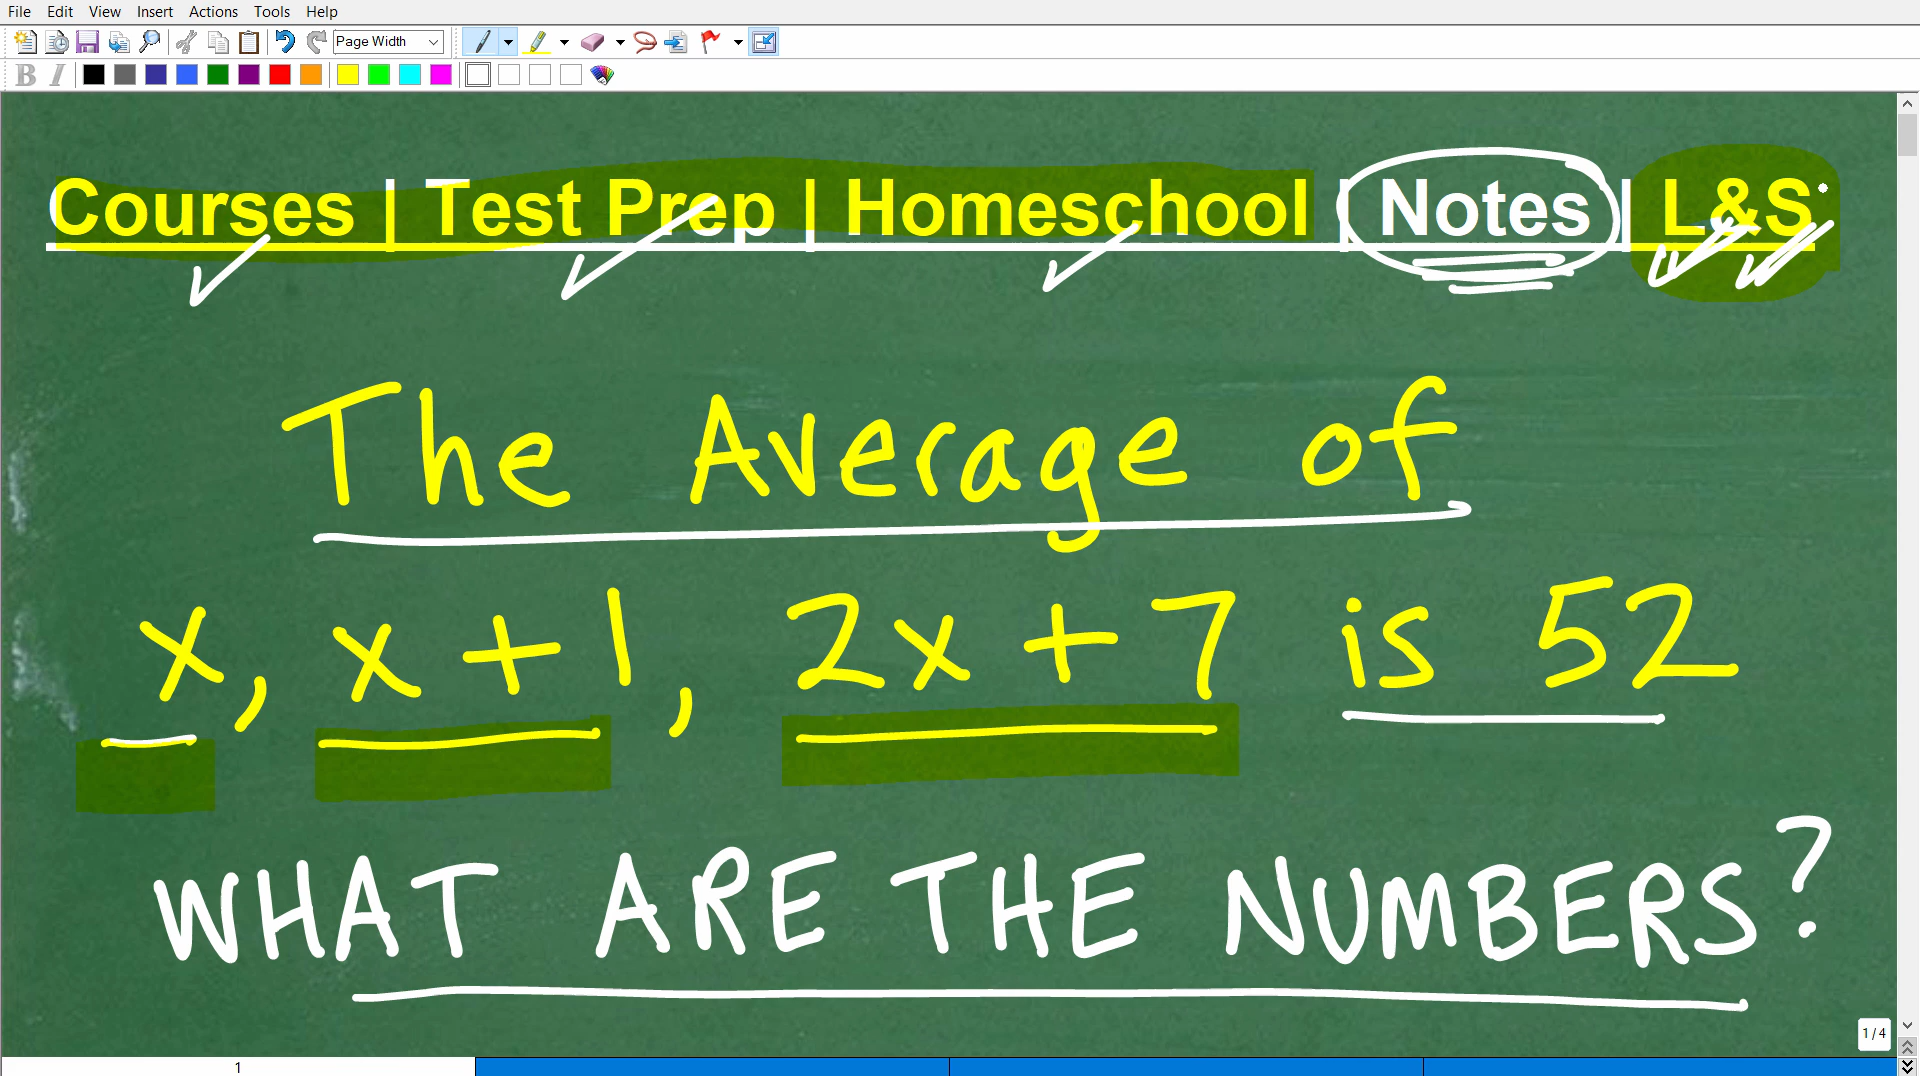 File Edit View Insert Actions Tools Help
Page Width
B I
Courses | Test Prep | Homeschool | Notes | L&S
The Average of
x, x + 1, 2x + 7 is 52
WHAT ARE THE NUMBERS?
1 / 4
1